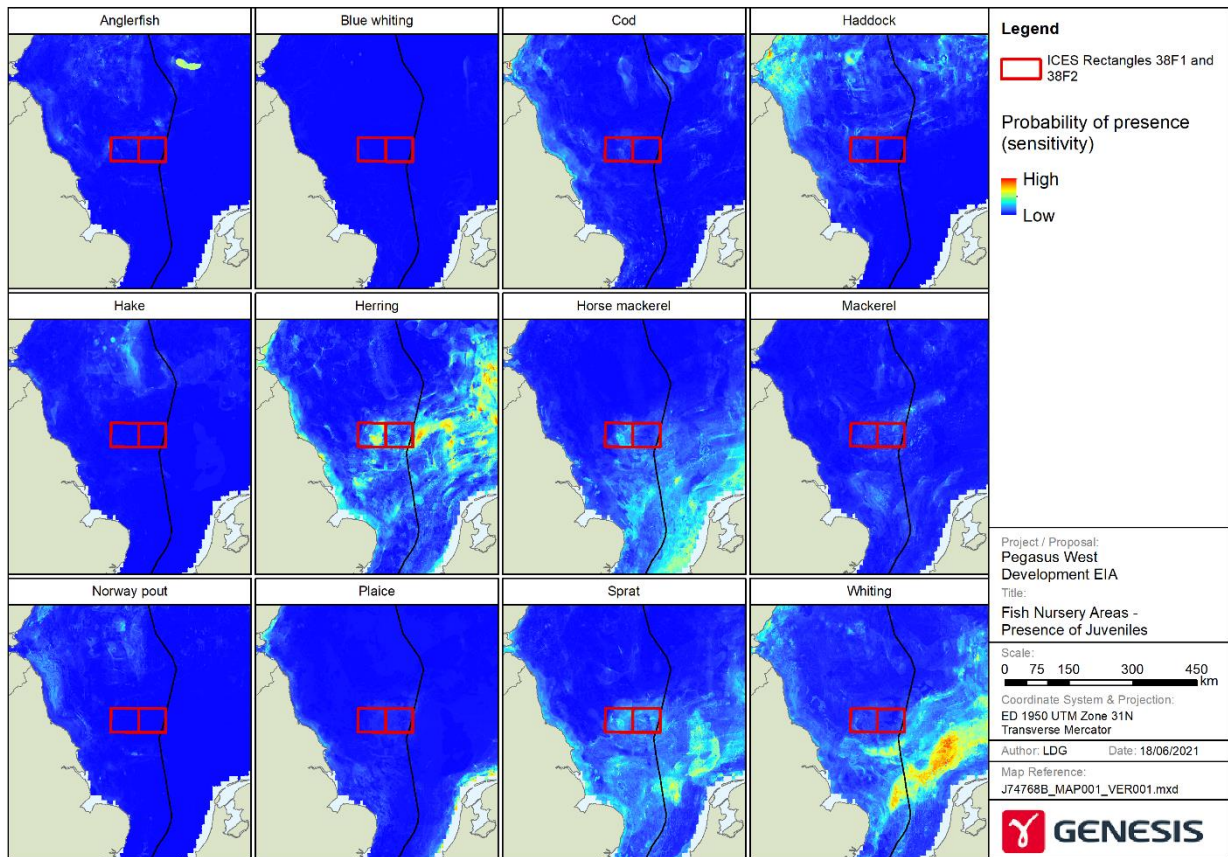 Anglerfish
Blue whiting
Cod
Haddock
Hake
Herring
Horse mackerel
Mackerel
Norway pout
Plaice
Sprat
Whiting
Legend
ICES Rectangles 38F1 and
38F2
Probability of presence
(sensitivity)
High
Low
Project / Proposal:
Pegasus West
Development EIA
Title:
Fish Nursery Areas -
Presence of Juveniles
Scale:
0 75 150 300 450
km
Coordinate System & Projection:
ED 1950 UTM Zone 31N
Transverse Mercator
Author: LDG Date: 18/06/2021
Map Reference:
J74768B_MAP001_VER001.mxd
GENESIS